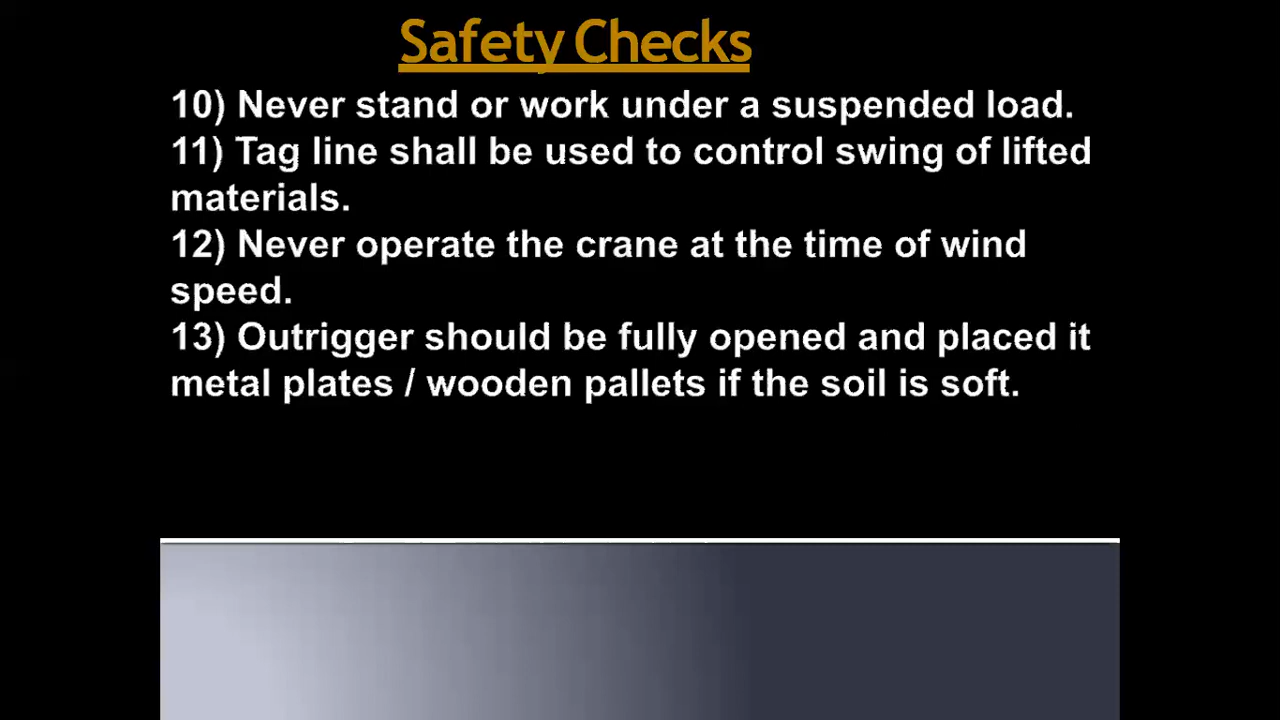 Safety Checks
10) Never stand or work under a suspended load.
11) Tag line shall be used to control swing of lifted
materials.
12) Never operate the crane at the time of wind
speed.
13) Outrigger should be fully opened and placed it
metal plates / wooden pallets if the soil is soft.